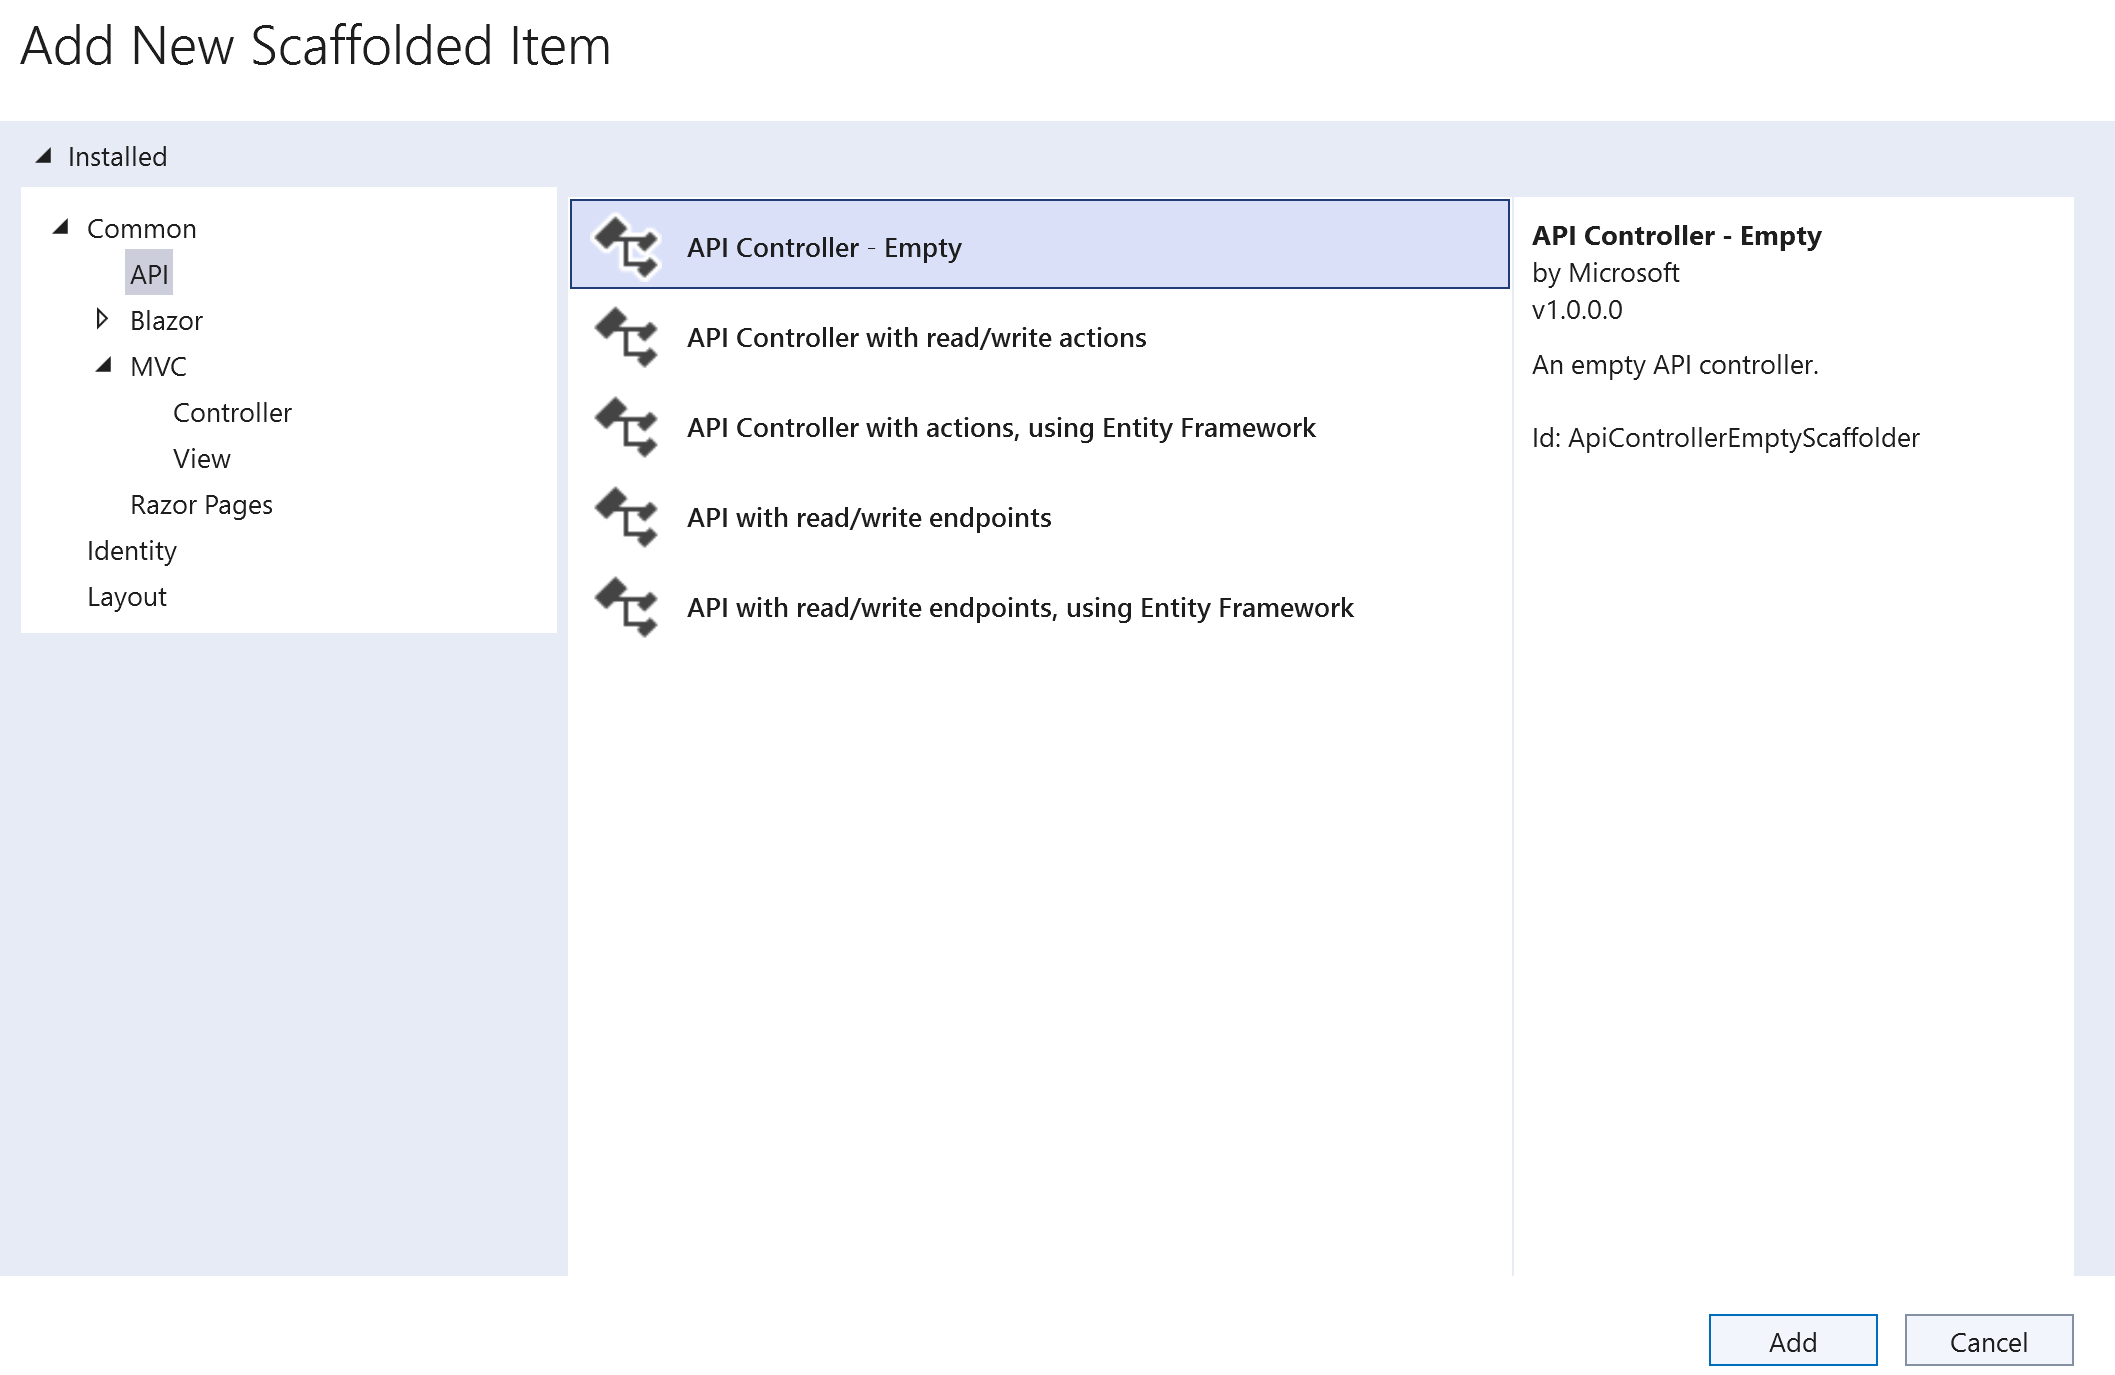 Add New Scaffolded Item
Installed
Common
API
Blazor
MVC
Controller
View
Razor Pages
Identity
Layout
API Controller - Empty
API Controller with read/write actions
API Controller with actions, using Entity Framework
API with read/write endpoints
API with read/write endpoints, using Entity Framework
API Controller - Empty
by Microsoft
v1.0.0.0
An empty API controller.
Id: ApiControllerEmptyScaffolder
Add
Cancel